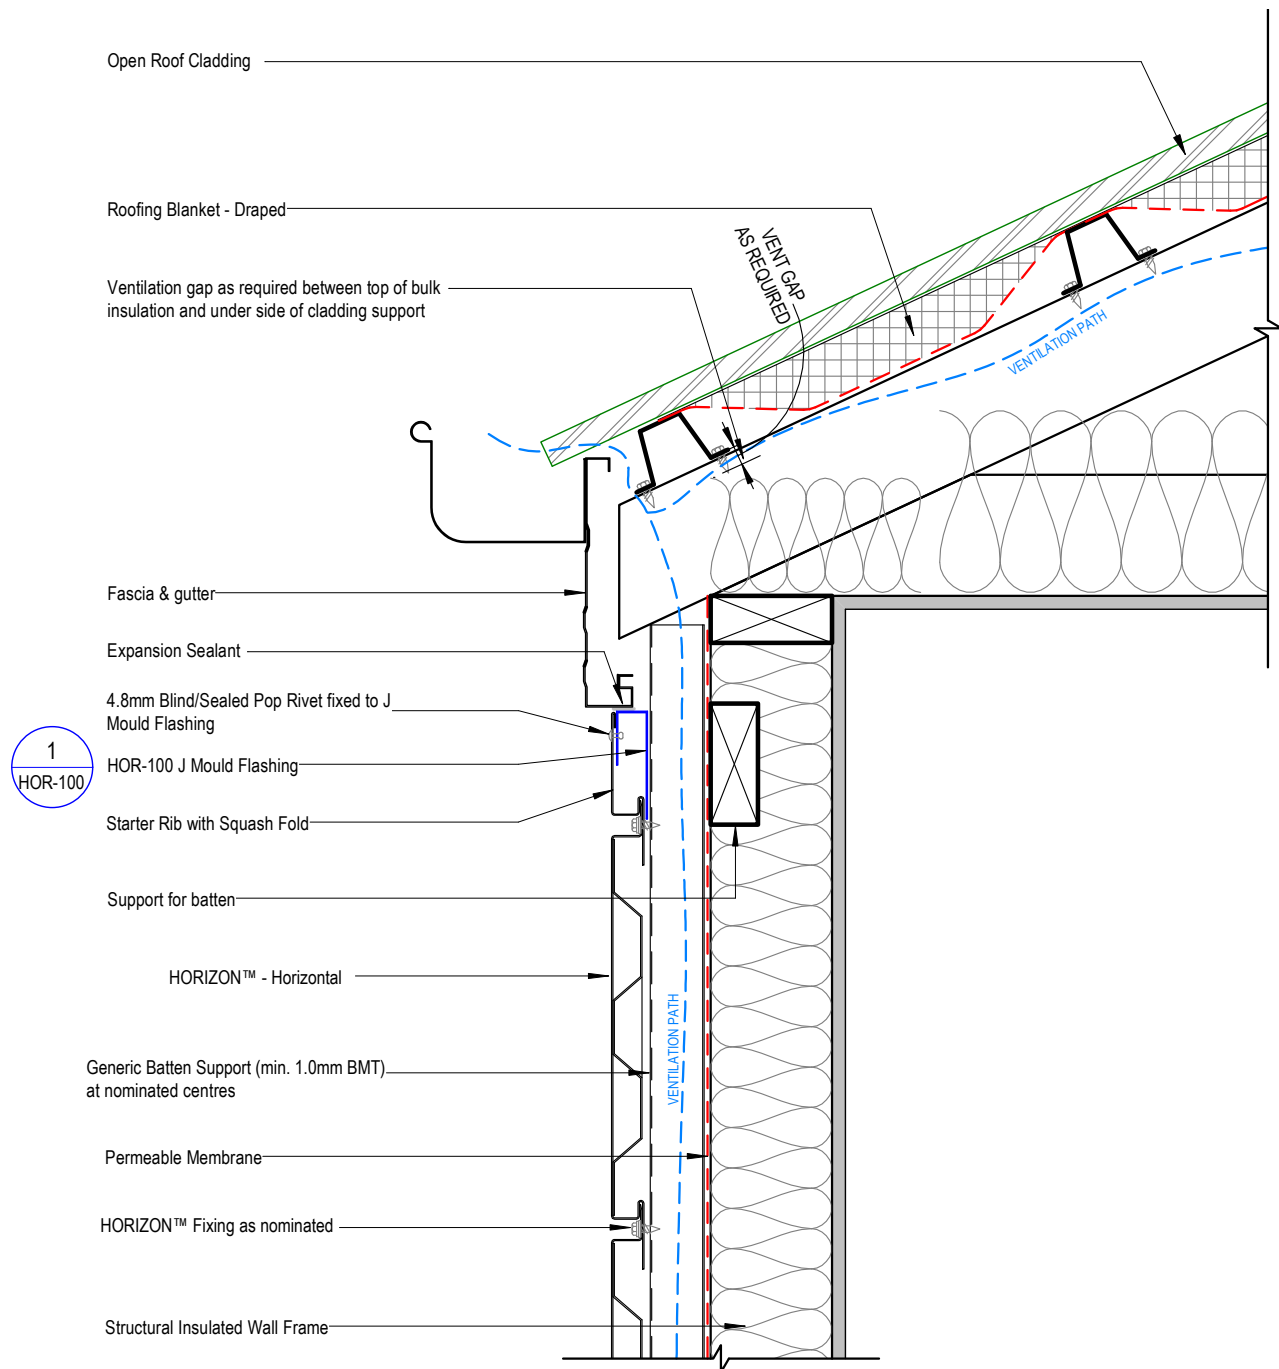 Open Roof Cladding
Roofing Blanket - Draped
VENT GAP
AS REQUIRED
Ventilation gap as required between top of bulk
insulation and under side of cladding support
VENTILATION PATH
Fascia & gutter
Expansion Sealant
4.8mm Blind/Sealed Pop Rivet fixed to J
Mould Flashing
1
HOR-100
HOR-100 J Mould Flashing
Starter Rib with Squash Fold
Support for batten
HORIZON™ - Horizontal
VENTILATION PATH
Generic Batten Support (min. 1.0mm BMT)
at nominated centres
Permeable Membrane
HORIZON™ Fixing as nominated
Structural Insulated Wall Frame